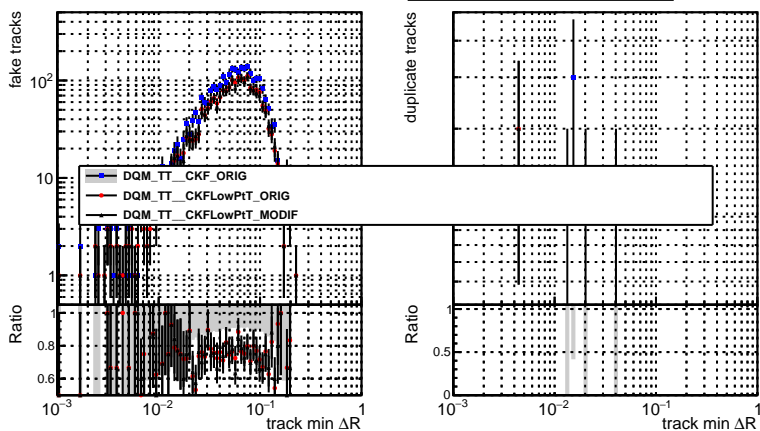 fake tracks
10²
10
1
Ratio
1
0.8
0.6
10⁻³
10⁻²
10⁻¹
1
track min ΔR
DQM_TT__CKF_ORIG
DQM_TT__CKFLowPtT_ORIG
DQM_TT__CKFLowPtT_MODIF
duplicate tracks
Ratio
1
0.5
0
10⁻³
10⁻²
10⁻¹
1
track min ΔR